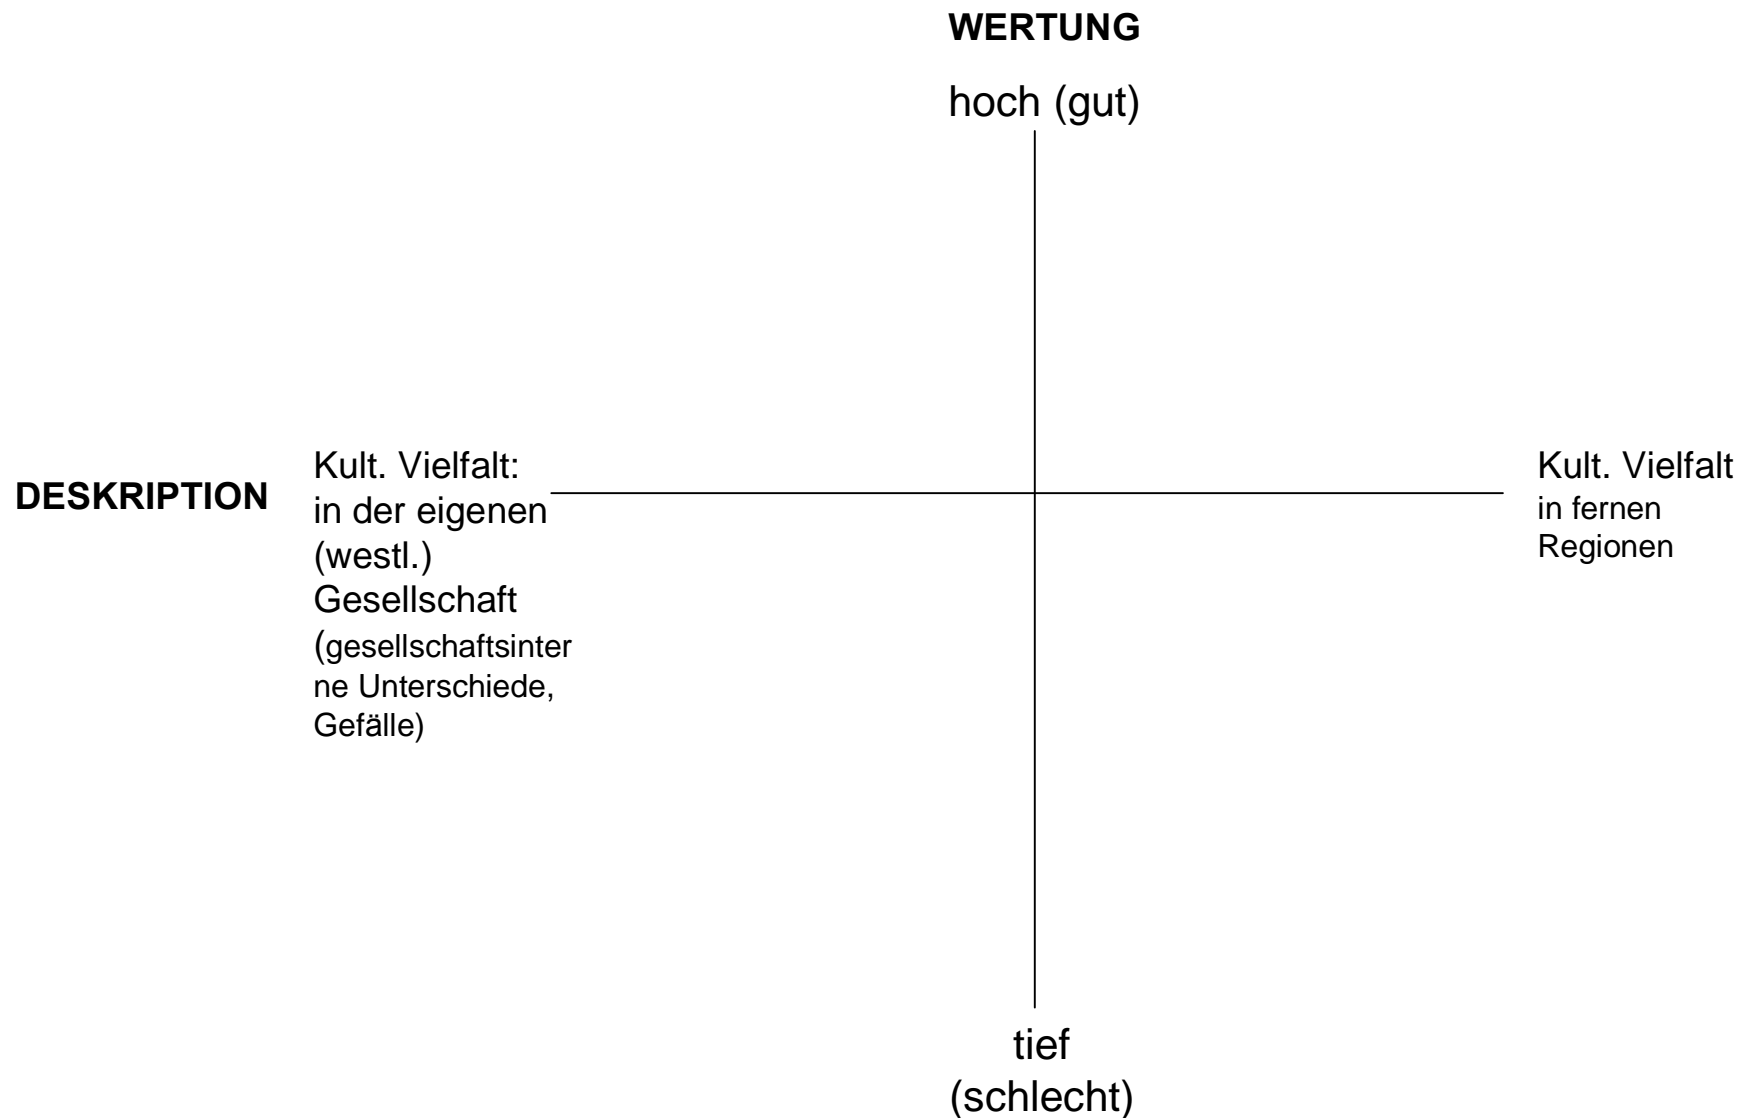 WERTUNG
hoch (gut)
DESKRIPTION
Kult. Vielfalt:
in der eigenen
(westl.)
Gesellschaft
(gesellschaftsinter
ne Unterschiede,
Gefälle)
Kult. Vielfalt
in fernen
Regionen
tief
(schlecht)